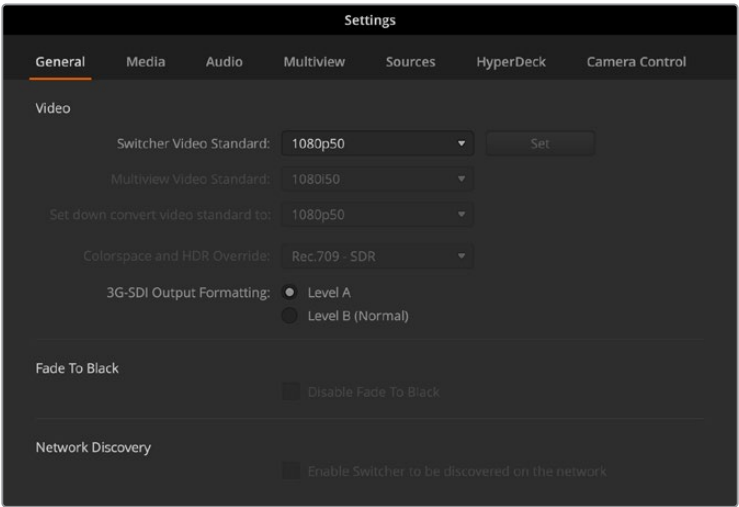 Settings
General Media Audio Multiview Sources HyperDeck Camera Control
Video
Switcher Video Standard: 1080p50 Set
Multiview Video Standard: 1080i50
Set down convert video standard to: 1080p50
Colorspace and HDR Override: Rec.709 - SDR
3G-SDI Output Formatting: Level A
Level B (Normal)
Fade To Black
Disable Fade To Black
Network Discovery
Enable Switcher to be discovered on the network